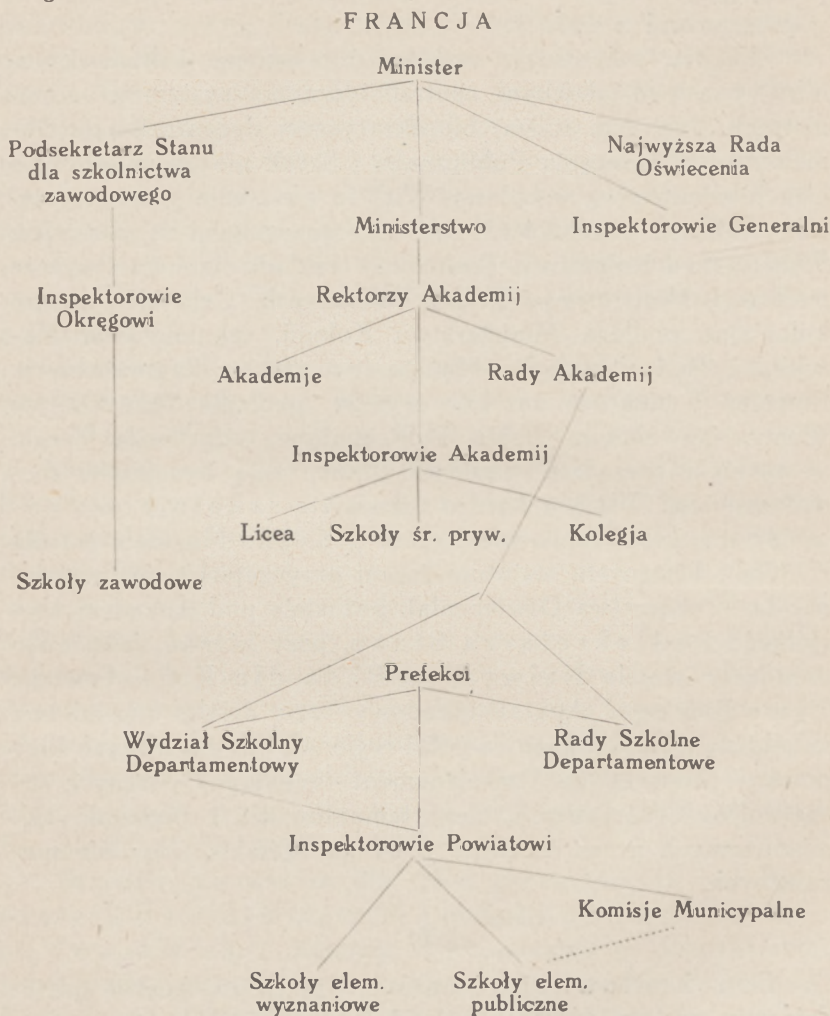 FRANCJA
Minister
Podsekretarz Stanu
dla szkolnictwa
zawodowego
Najwyższa Rada
Oświecenia
Ministerstwo
Inspektorowie Generalni
Inspektorowie
Okręgowi
Rektorzy Akademij
Akademje
Rady Akademij
Inspektorowie Akademij
Licea
Szkoły śr. pryw.
Kolegja
Szkoły zawodowe
Prefekci
Wydział Szkolny
Departamentowy
Rady Szkolne
Departamentowe
Inspektorowie Powiatowi
Komisje Municypalne
Szkoły elem.
wyznaniowe
Szkoły elem.
publiczne